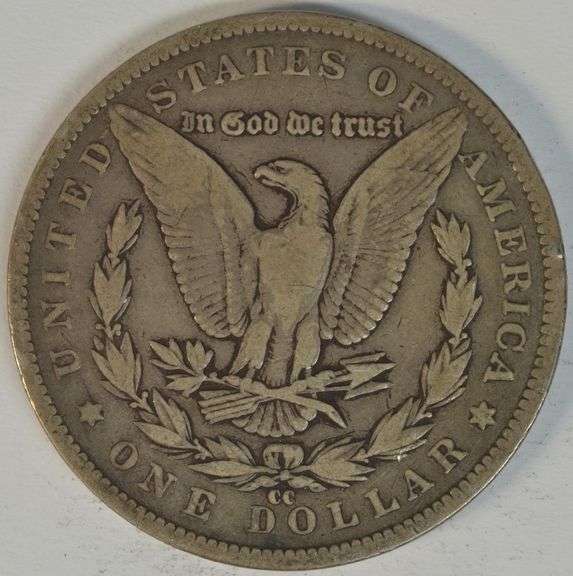 UNITED STATES OF AMERICA
In God we trust
CC
ONE DOLLAR